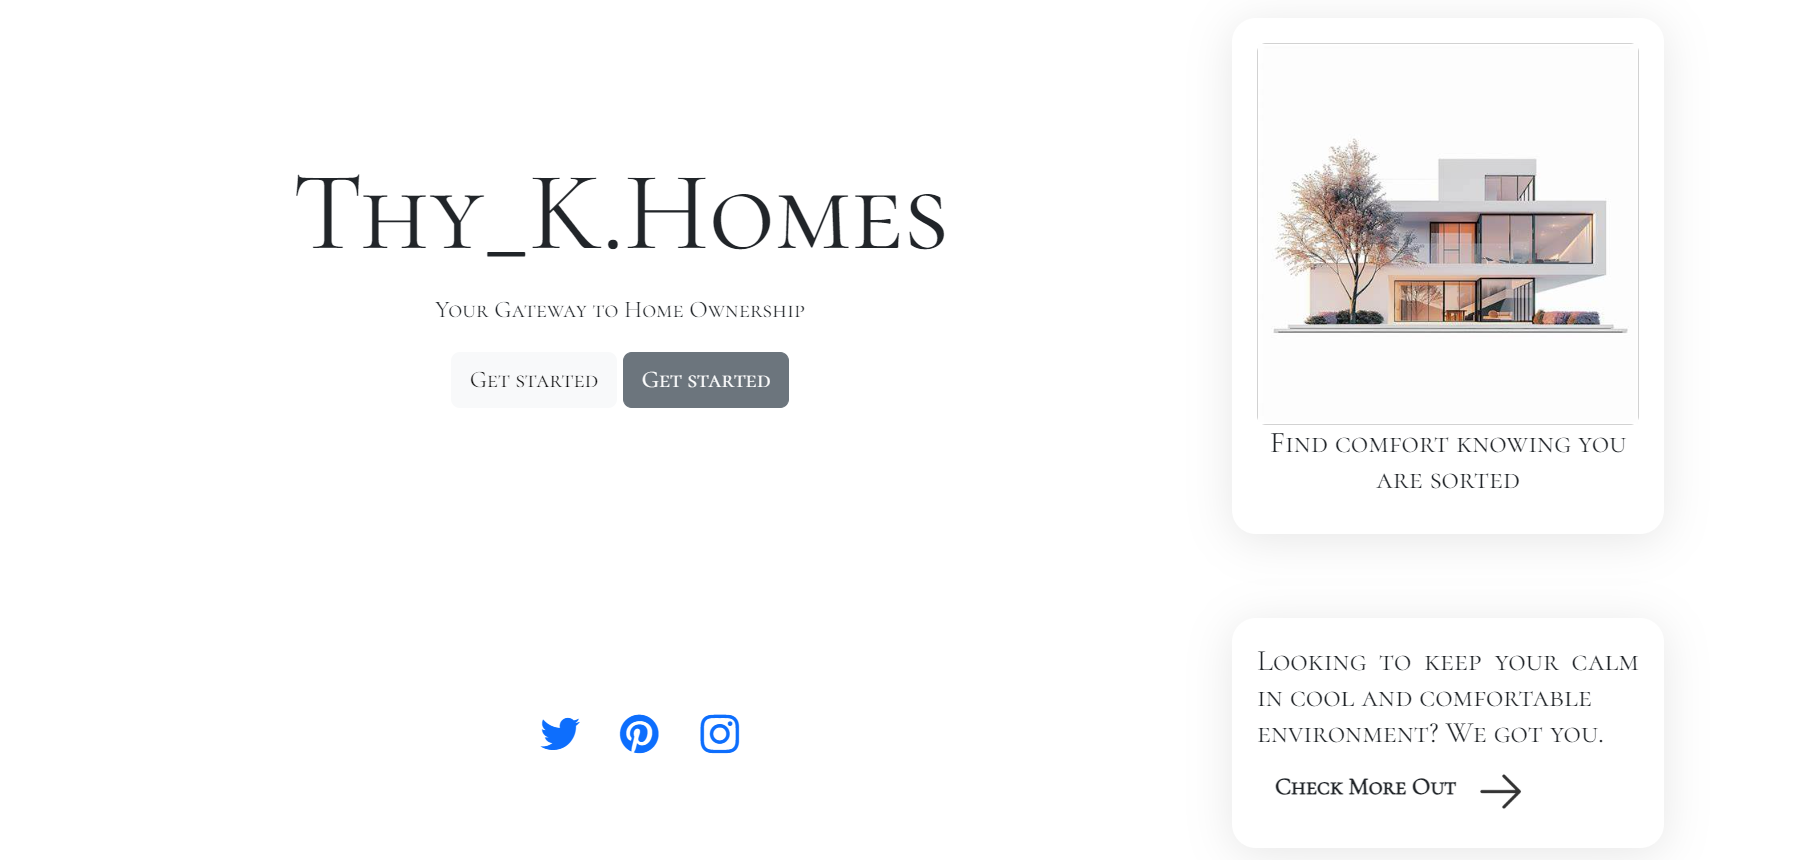 Thy_K.Homes
Your Gateway to Home Ownership
Get started
Get started
Find comfort knowing you
are sorted
Looking to keep your calm
in cool and comfortable
environment? We got you.
Check More Out